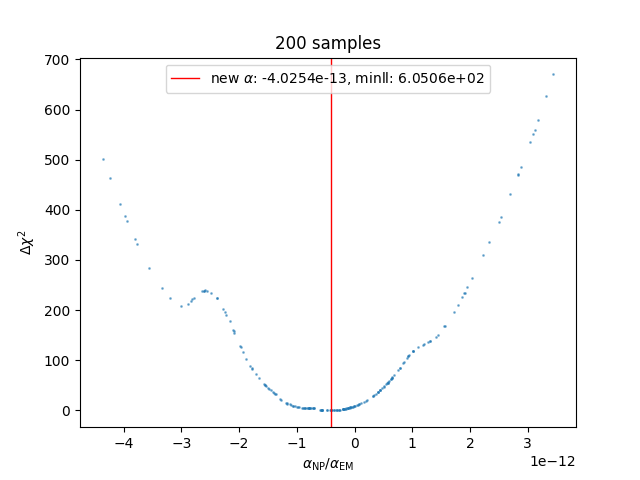 200 samples
new α: -4.0254e-13, minll: 6.0506e+02
Δχ²
700
600
500
400
300
200
100
0
−4 −3 −2 −1 0 1 2 3
1e−12
α_NP/α_EM